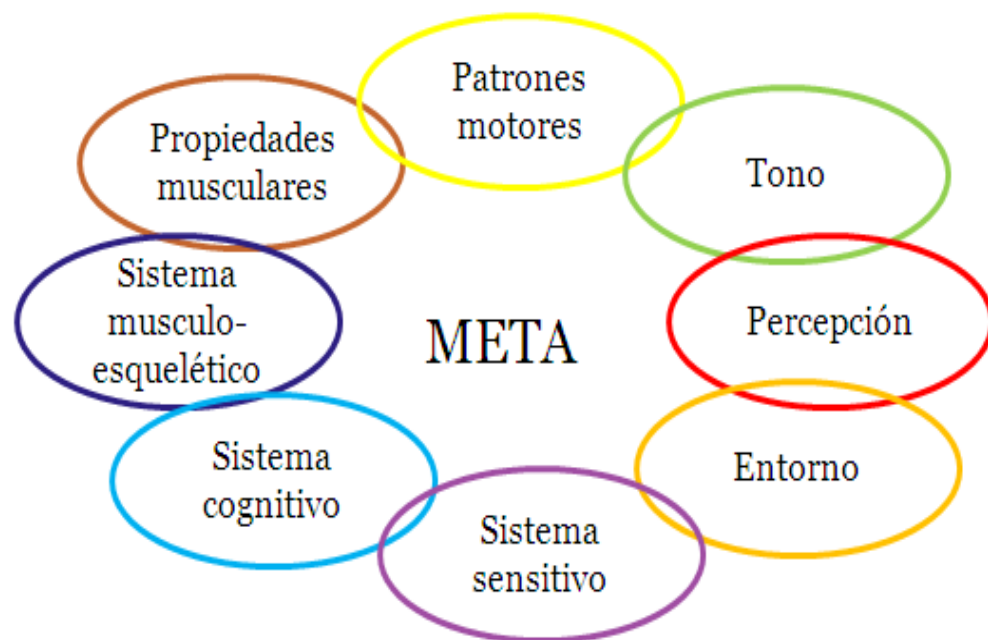 Patrones
motores
Propiedades
musculares
Tono
Sistema
musculo-
esquelético
META
Percepción
Sistema
cognitivo
Entorno
Sistema
sensitivo